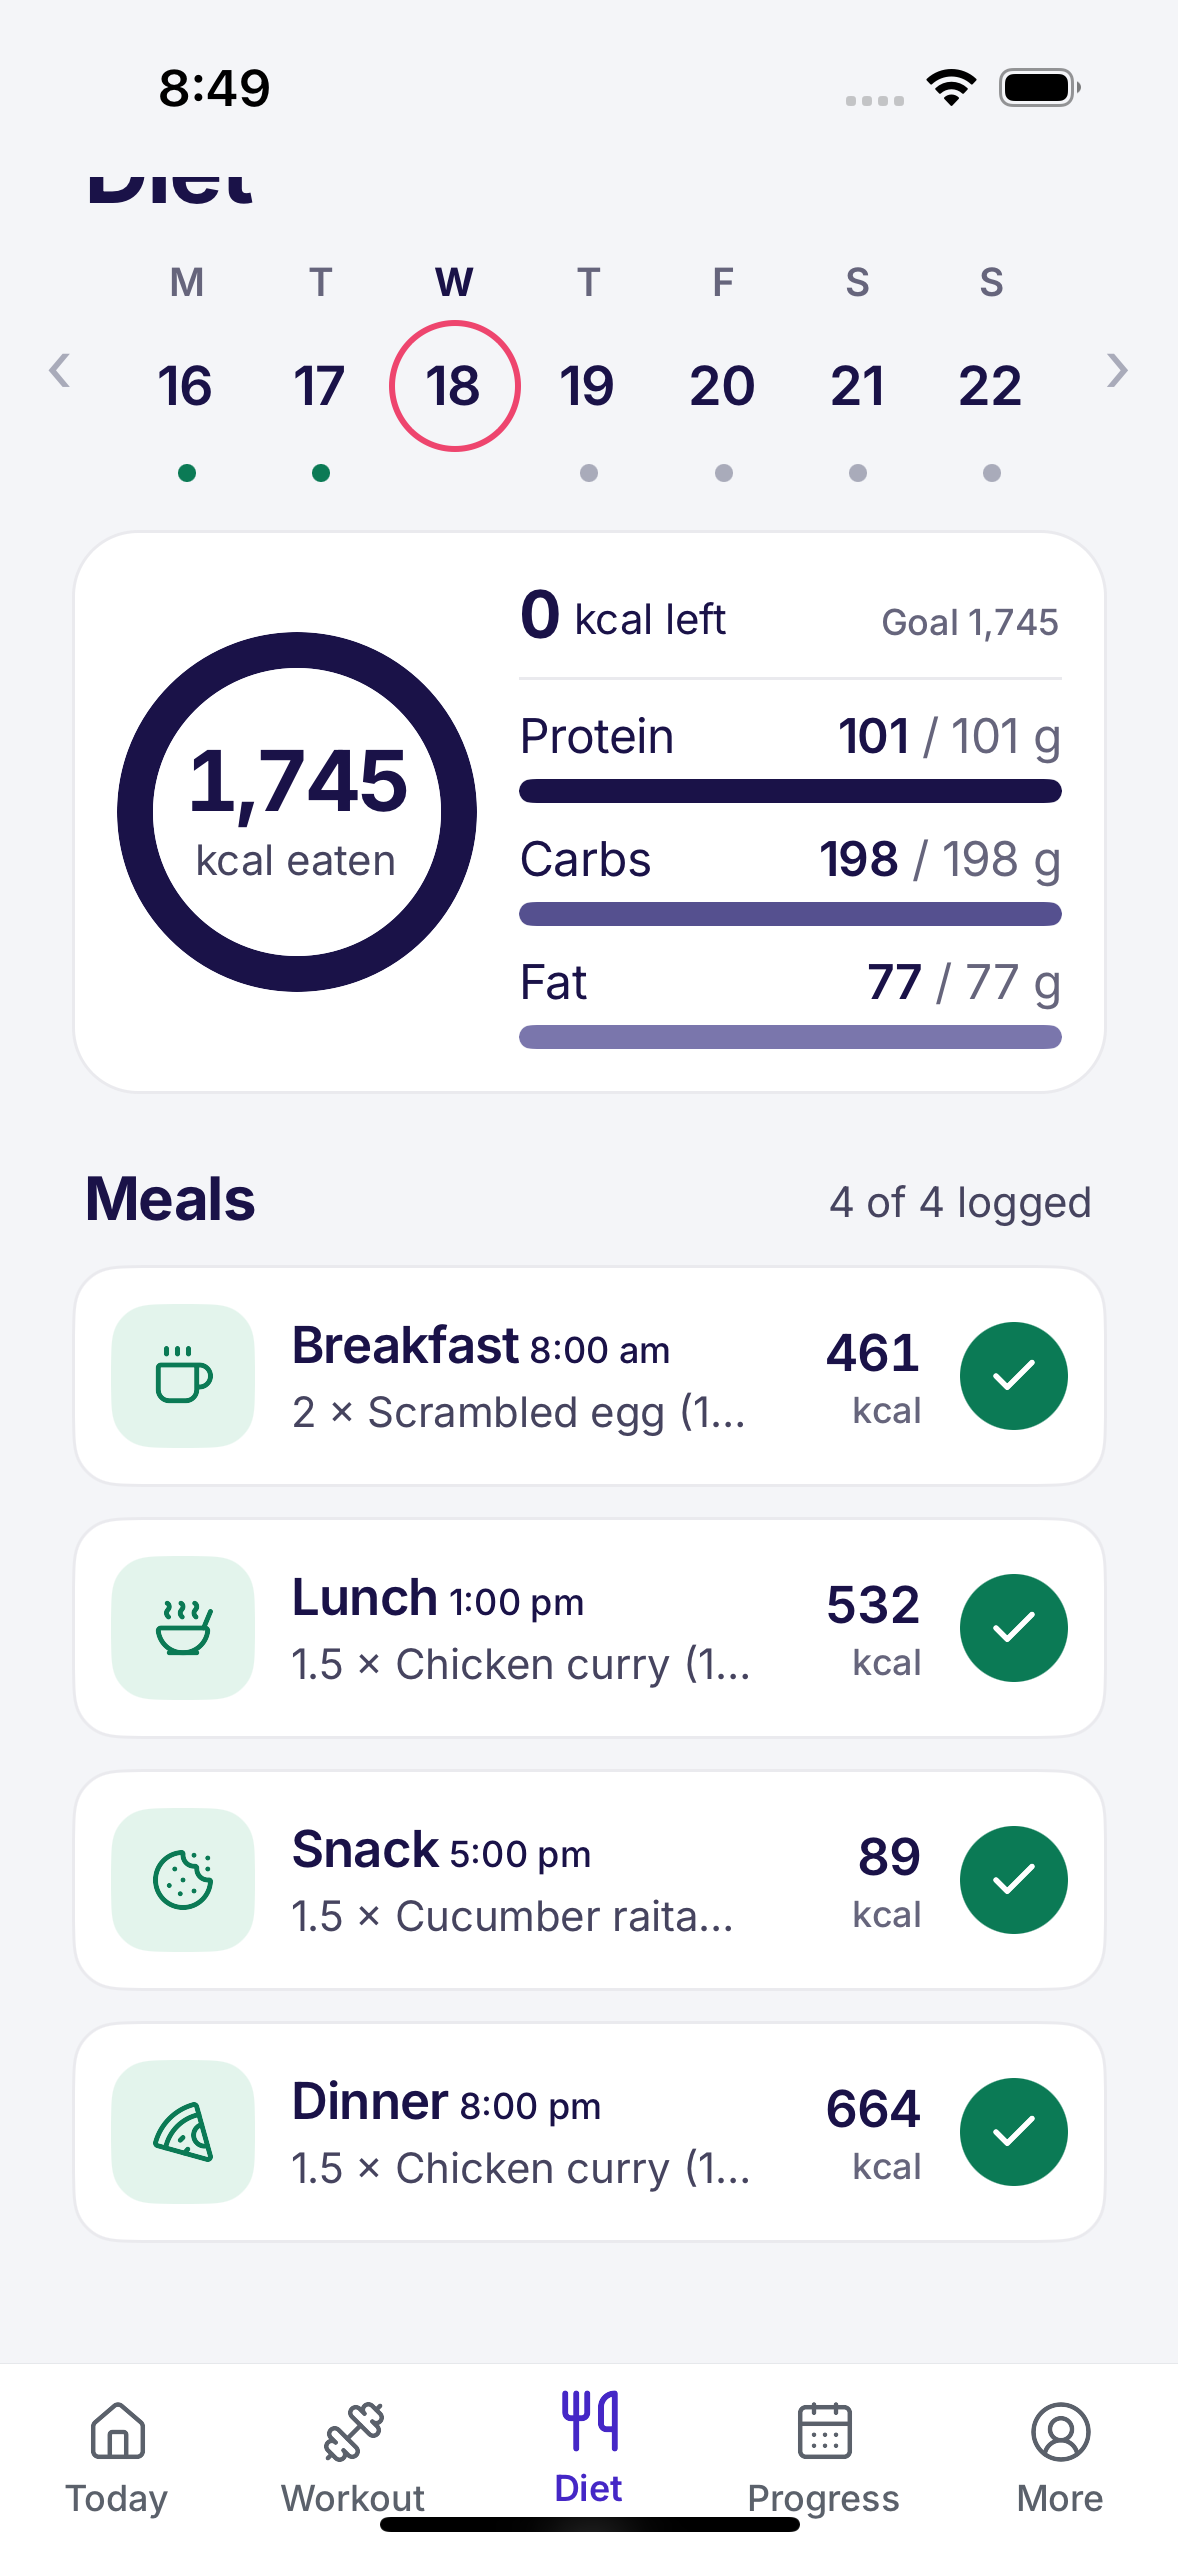 8:49
Diet
M T W T F S S
‹ 16 17 18 19 20 21 22 ›
0 kcal left Goal 1,745
1,745
kcal eaten
Protein 101 / 101 g
Carbs 198 / 198 g
Fat 77 / 77 g
Meals 4 of 4 logged
Breakfast 8:00 am 461
2 × Scrambled egg (1... kcal
Lunch 1:00 pm 532
1.5 × Chicken curry (1... kcal
Snack 5:00 pm 89
1.5 × Cucumber raita... kcal
Dinner 8:00 pm 664
1.5 × Chicken curry (1... kcal
Today Workout Diet Progress More